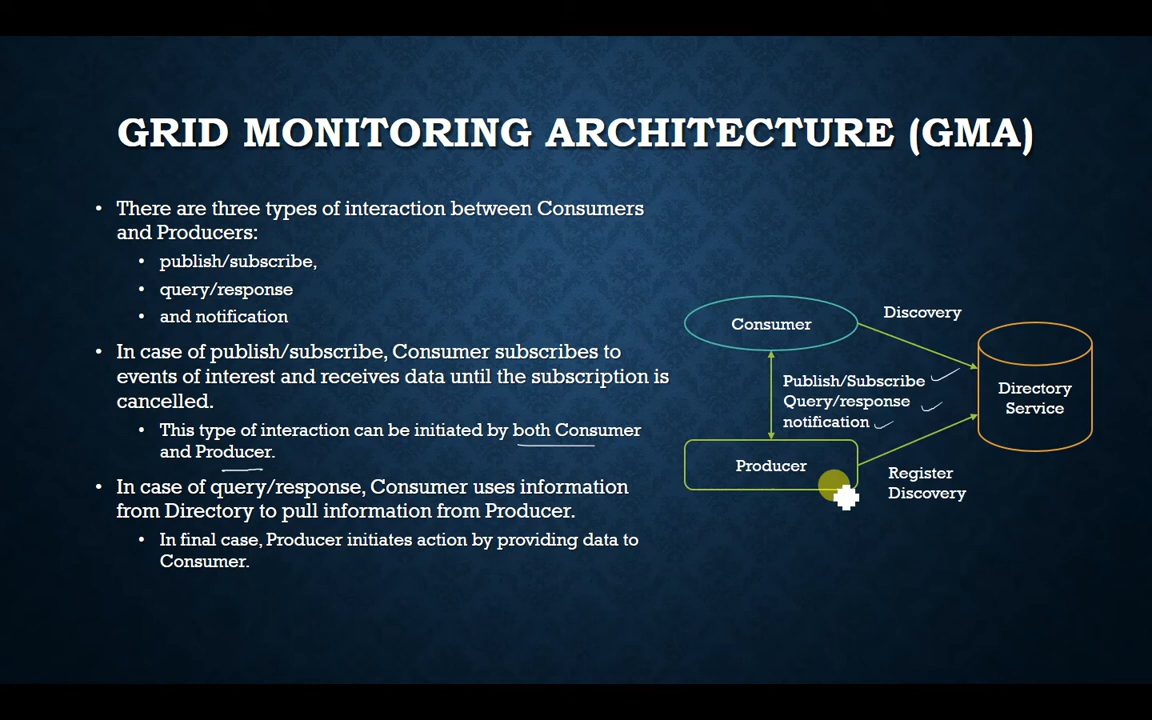 GRID MONITORING ARCHITECTURE (GMA)
• There are three types of interaction between Consumers
and Producers:
• publish/subscribe,
• query/response
• and notification
• In case of publish/subscribe, Consumer subscribes to
events of interest and receives data until the subscription is
cancelled.
• This type of interaction can be initiated by both Consumer
and Producer.
• In case of query/response, Consumer uses information
from Directory to pull information from Producer.
• In final case, Producer initiates action by providing data to
Consumer.
Consumer
Discovery
Publish/Subscribe
Query/response
notification
Directory
Service
Producer
Register
Discovery